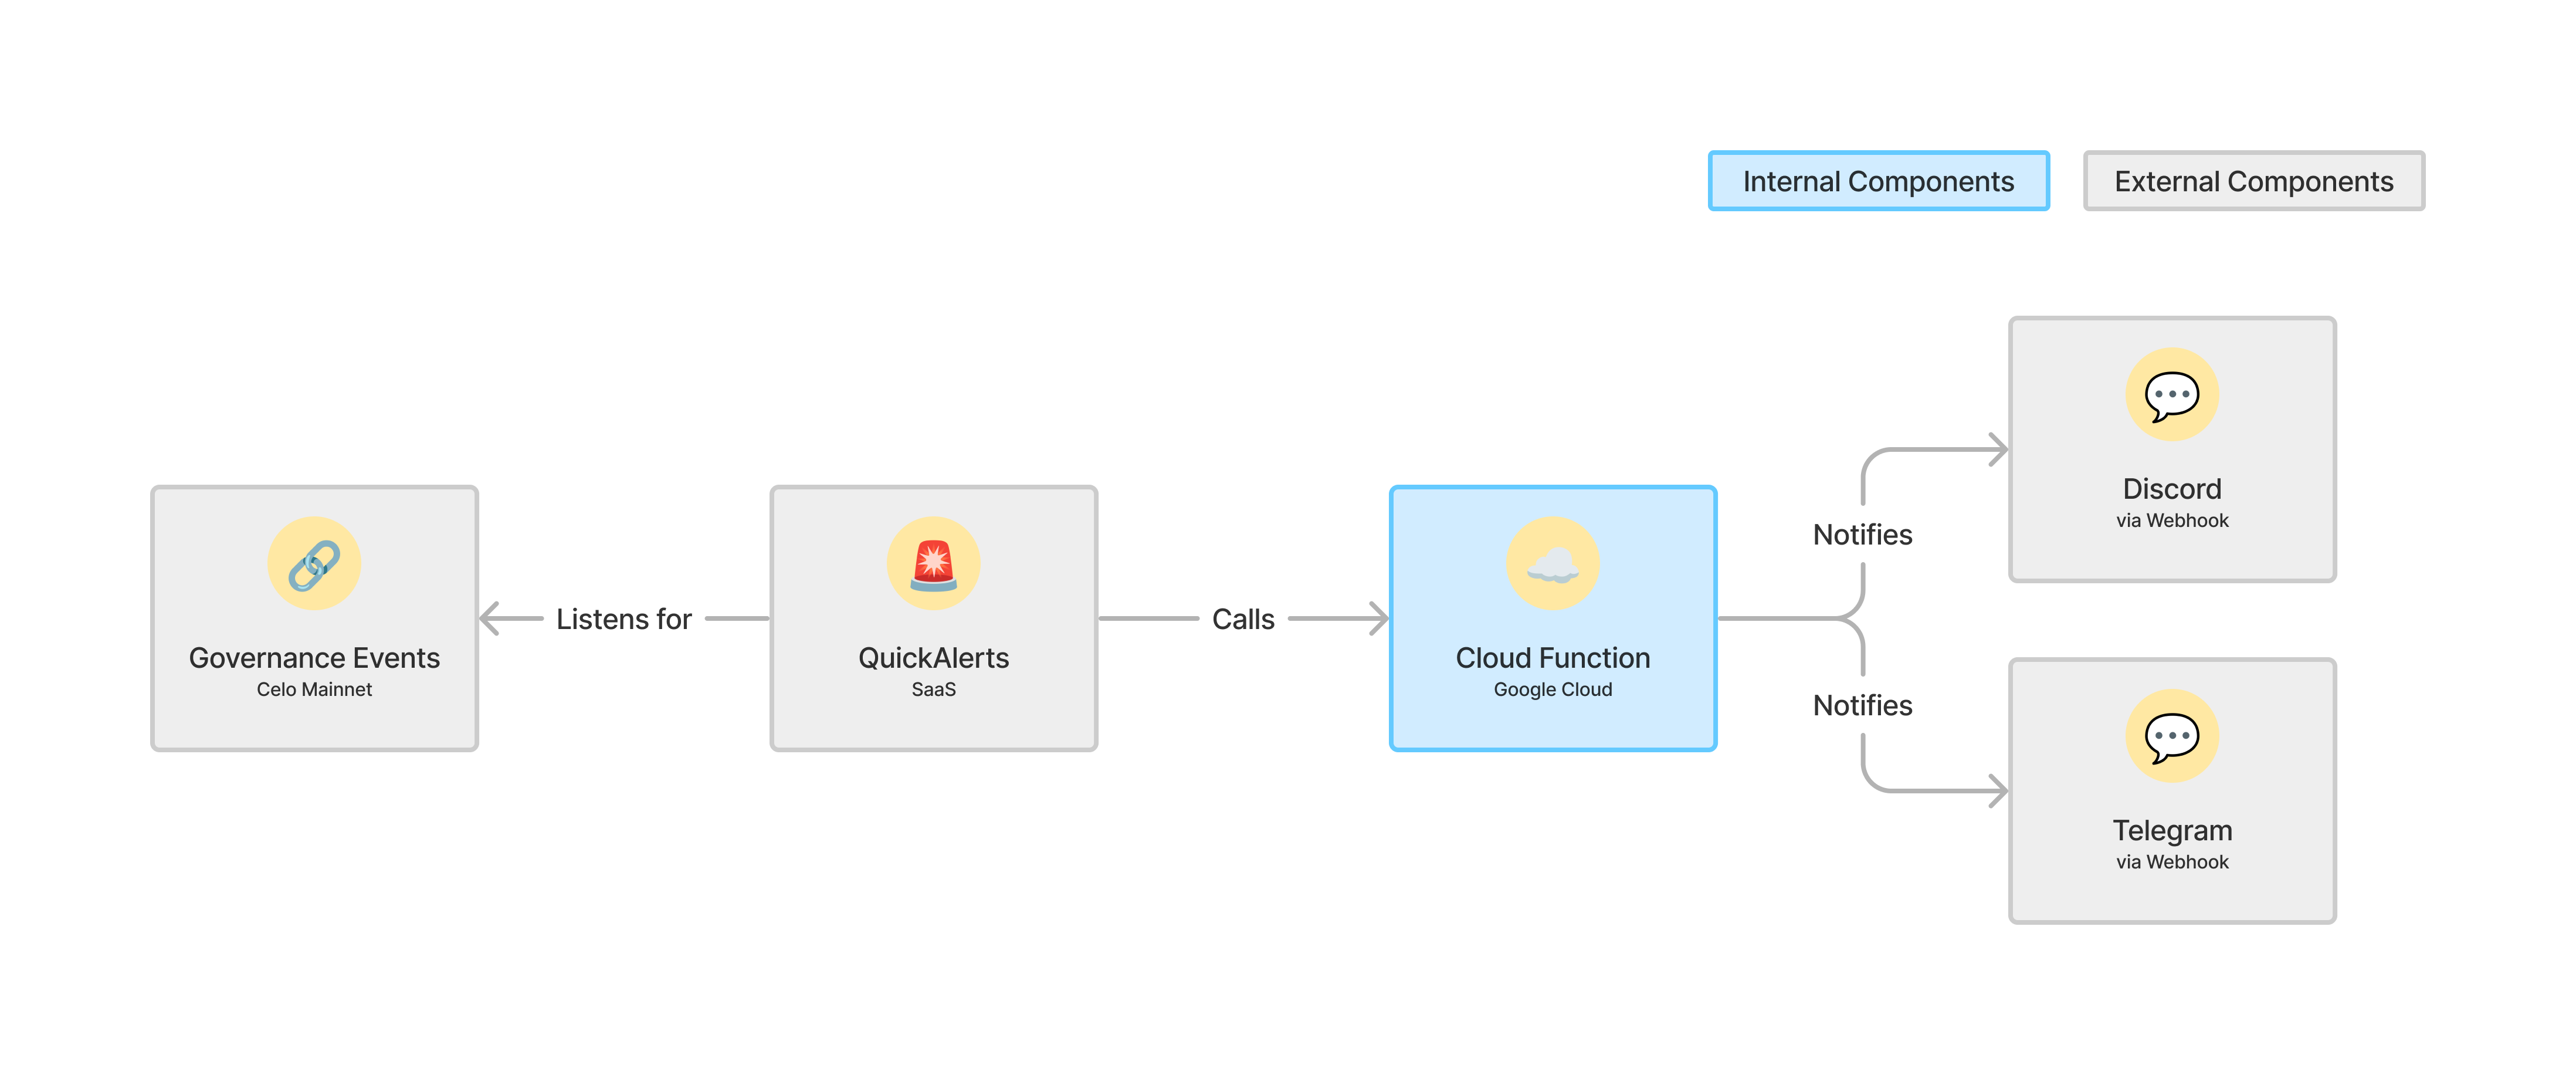 Internal Components
External Components
Governance Events
Celo Mainnet
Listens for
QuickAlerts
SaaS
Calls
Cloud Function
Google Cloud
Notifies
Discord
via Webhook
Notifies
Telegram
via Webhook